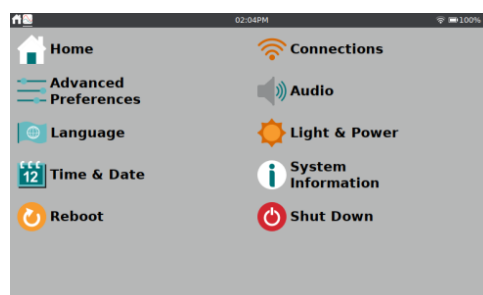 02:04PM 100%
Home
Connections
Advanced
Preferences
Audio
Language
Light & Power
12
Time & Date
System
Information
Reboot
Shut Down